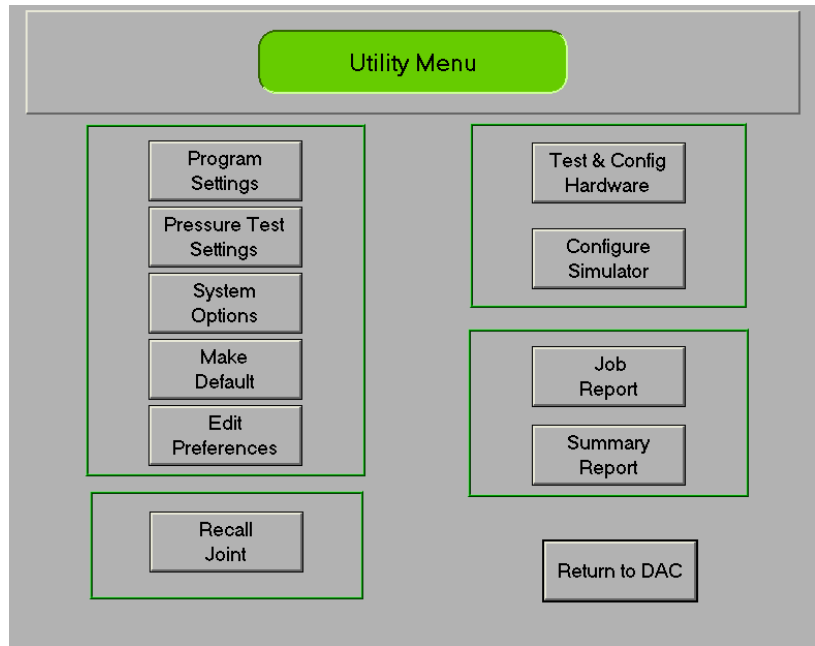 Utility Menu
Program
Settings
Pressure Test
Settings
System
Options
Make
Default
Edit
Preferences
Recall
Joint
Test & Config
Hardware
Configure
Simulator
Job
Report
Summary
Report
Return to DAC